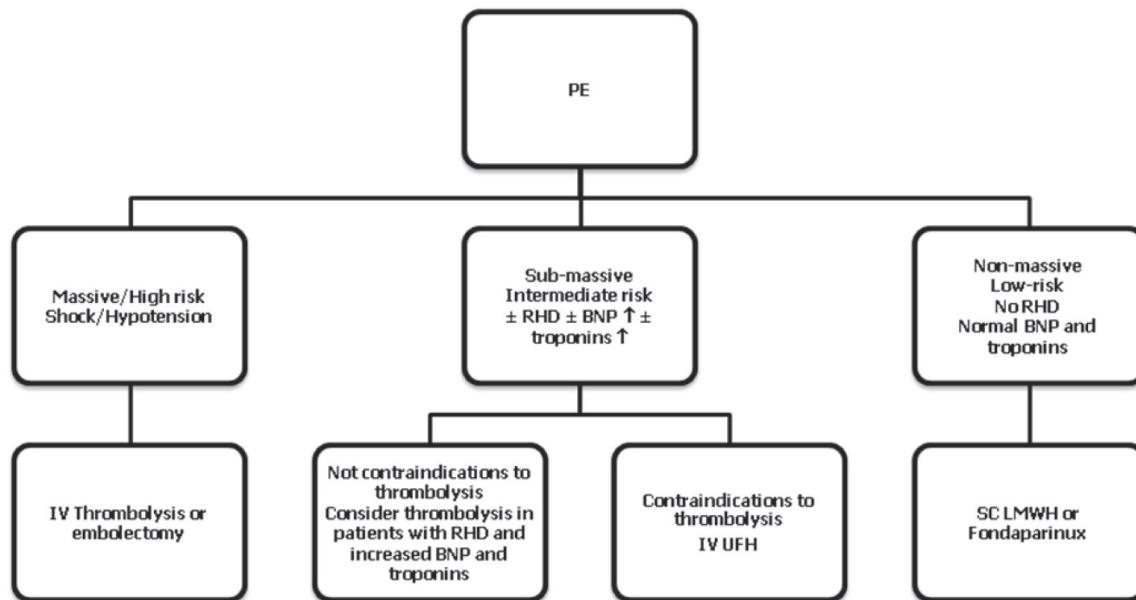 PE
Massive/High risk
Shock/Hypotension
Sub-massive
Intermediate risk
± RHD ± BNP ↑ ±
troponins ↑
Non-massive
Low-risk
No RHD
Normal BNP and
troponins
IV Thrombolysis or
embolectomy
Not contraindications to
thrombolysis
Consider thrombolysis in
patients with RHD and
increased BNP and
troponins
Contraindications to
thrombolysis
IV UFH
SC LMWH or
Fondaparinux